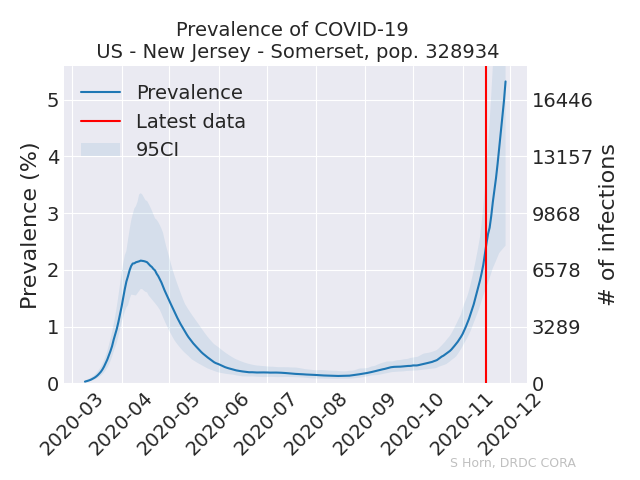 Prevalence of COVID-19
US - New Jersey - Somerset, pop. 328934
Prevalence
Latest data
95CI
Prevalence (%)
5
4
3
2
1
0
16446
13157
9868
6578
3289
0
# of infections
2020-03
2020-04
2020-05
2020-06
2020-07
2020-08
2020-09
2020-10
2020-11
2020-12
S Horn, DRDC CORA